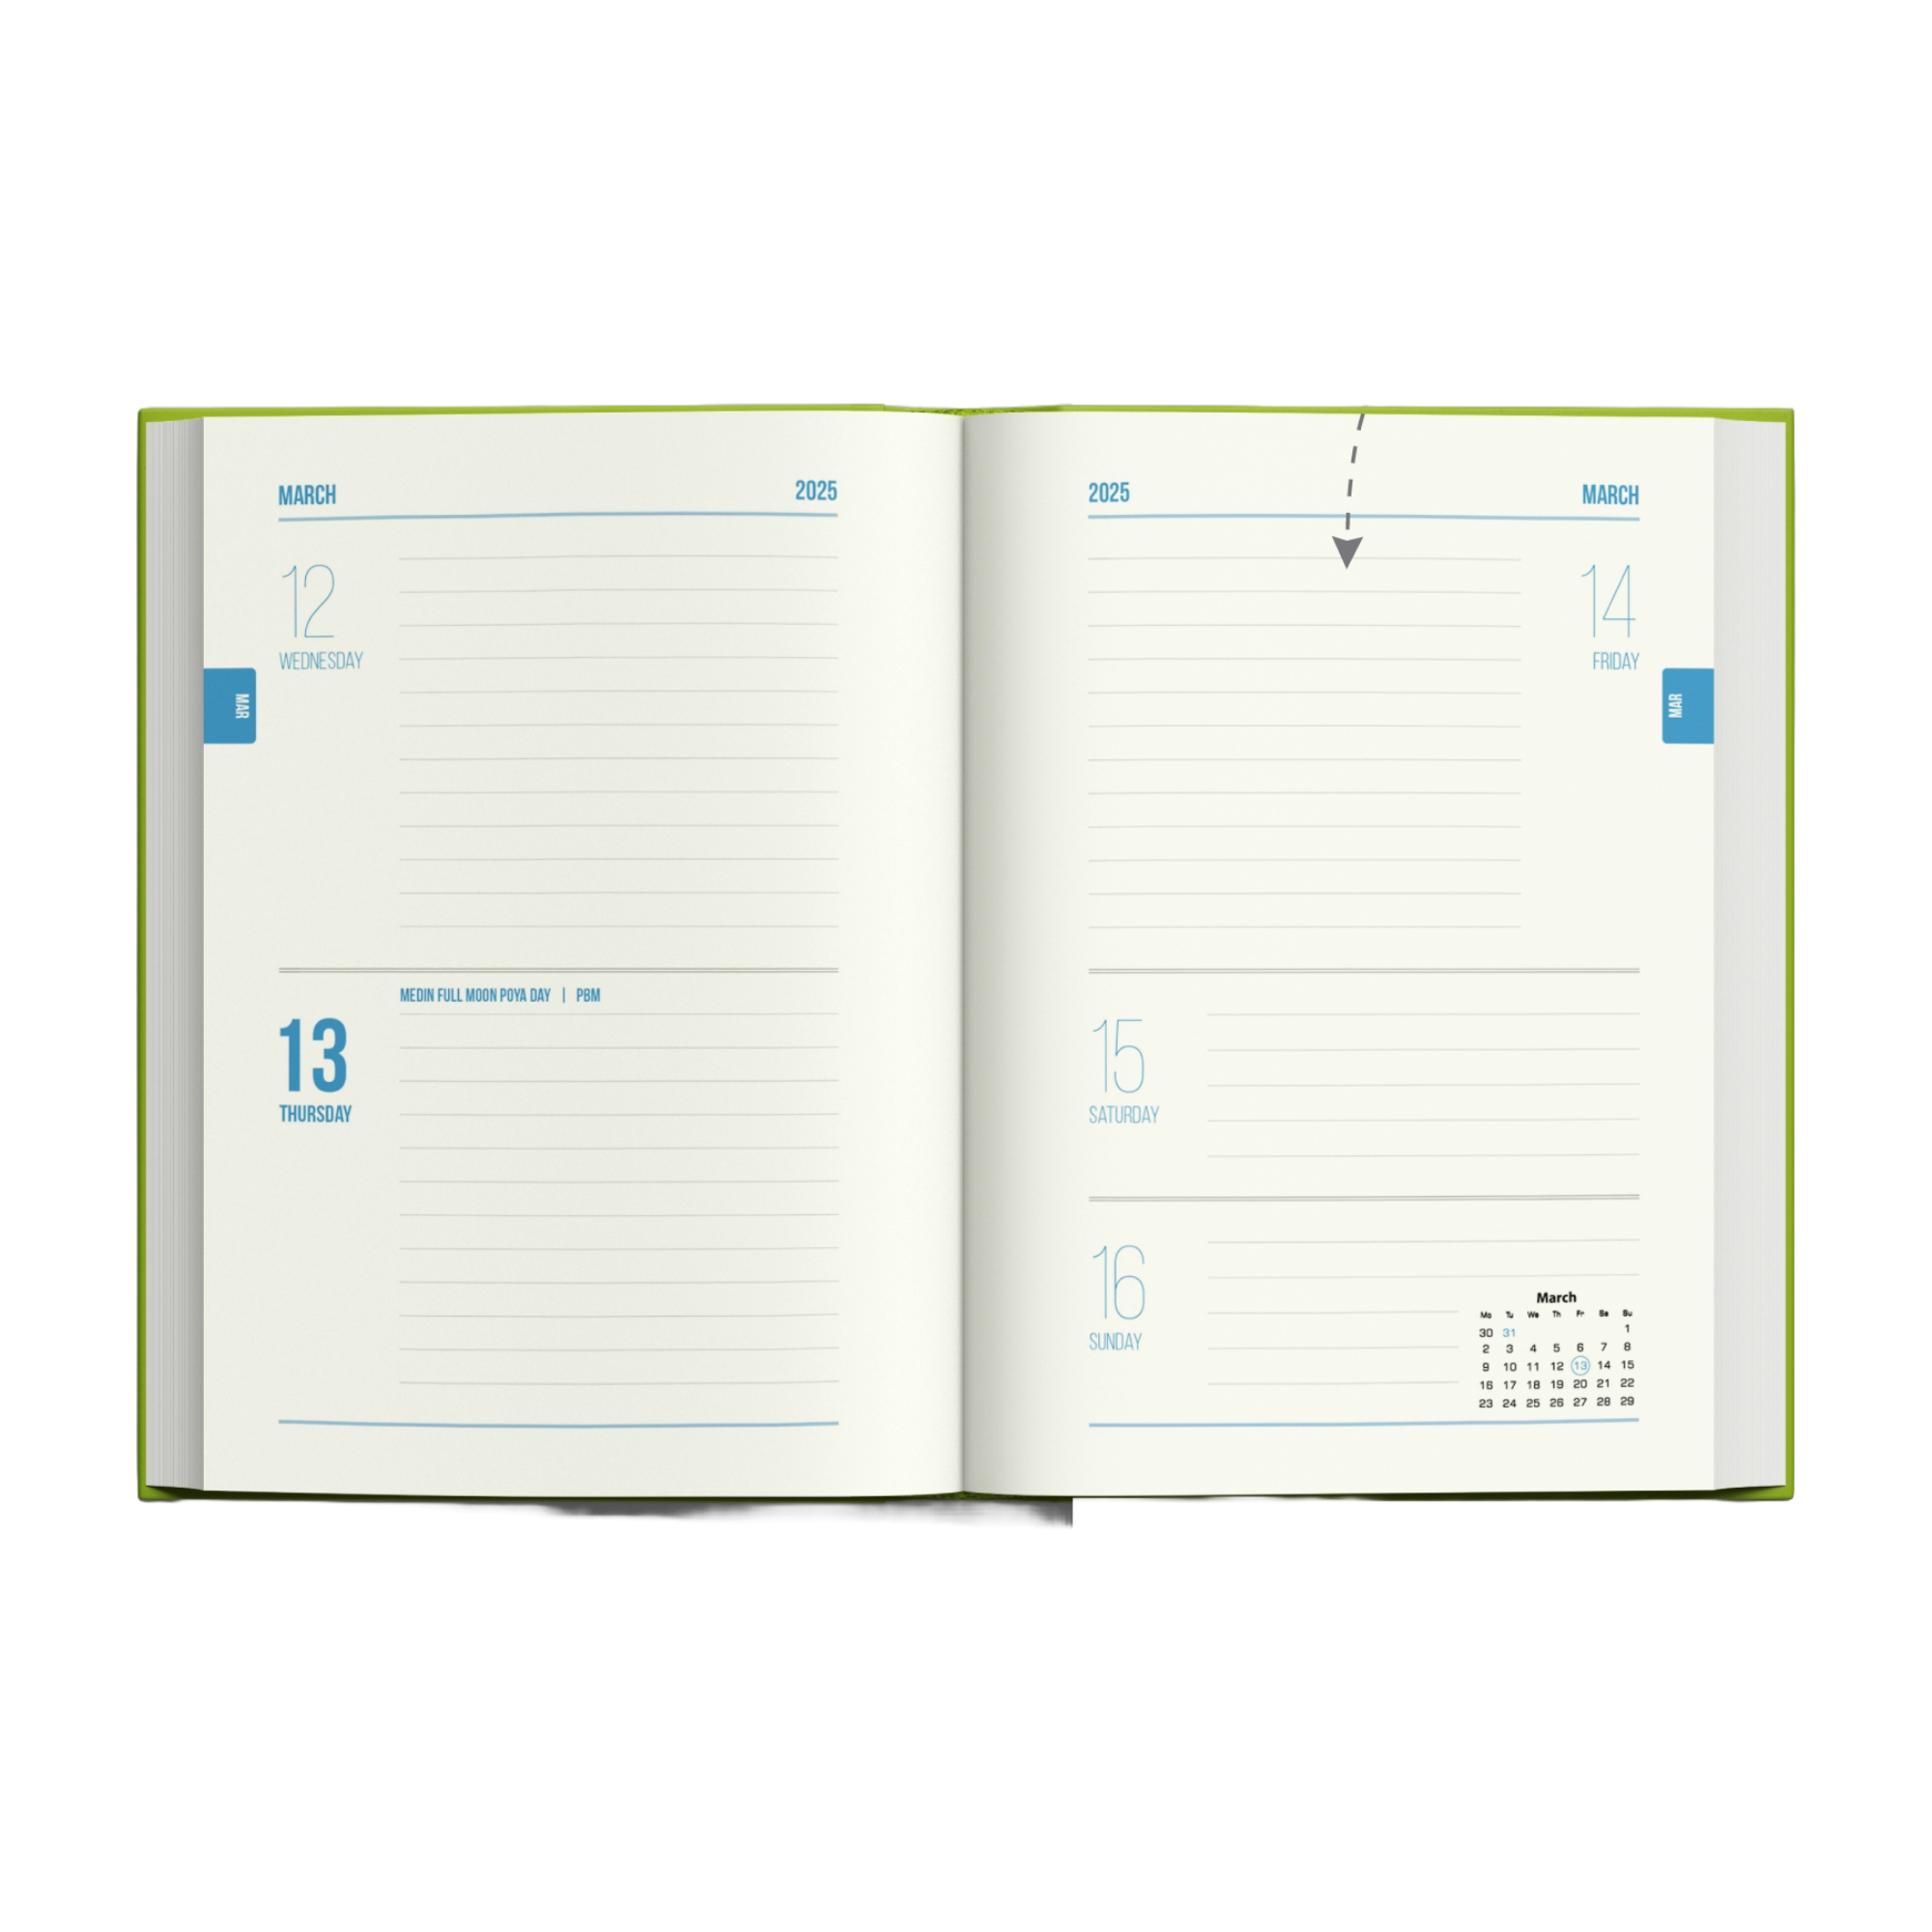 MARCH 2025
12
WEDNESDAY
MAR
MEDIN FULL MOON POYA DAY | PBM
13
THURSDAY
2025 MARCH
14
FRIDAY
MAR
15
SATURDAY
16
SUNDAY
March
Mo Tu We Th Fr Sa Su
30 31 1
2 3 4 5 6 7 8
9 10 11 12 13 14 15
16 17 18 19 20 21 22
23 24 25 26 27 28 29